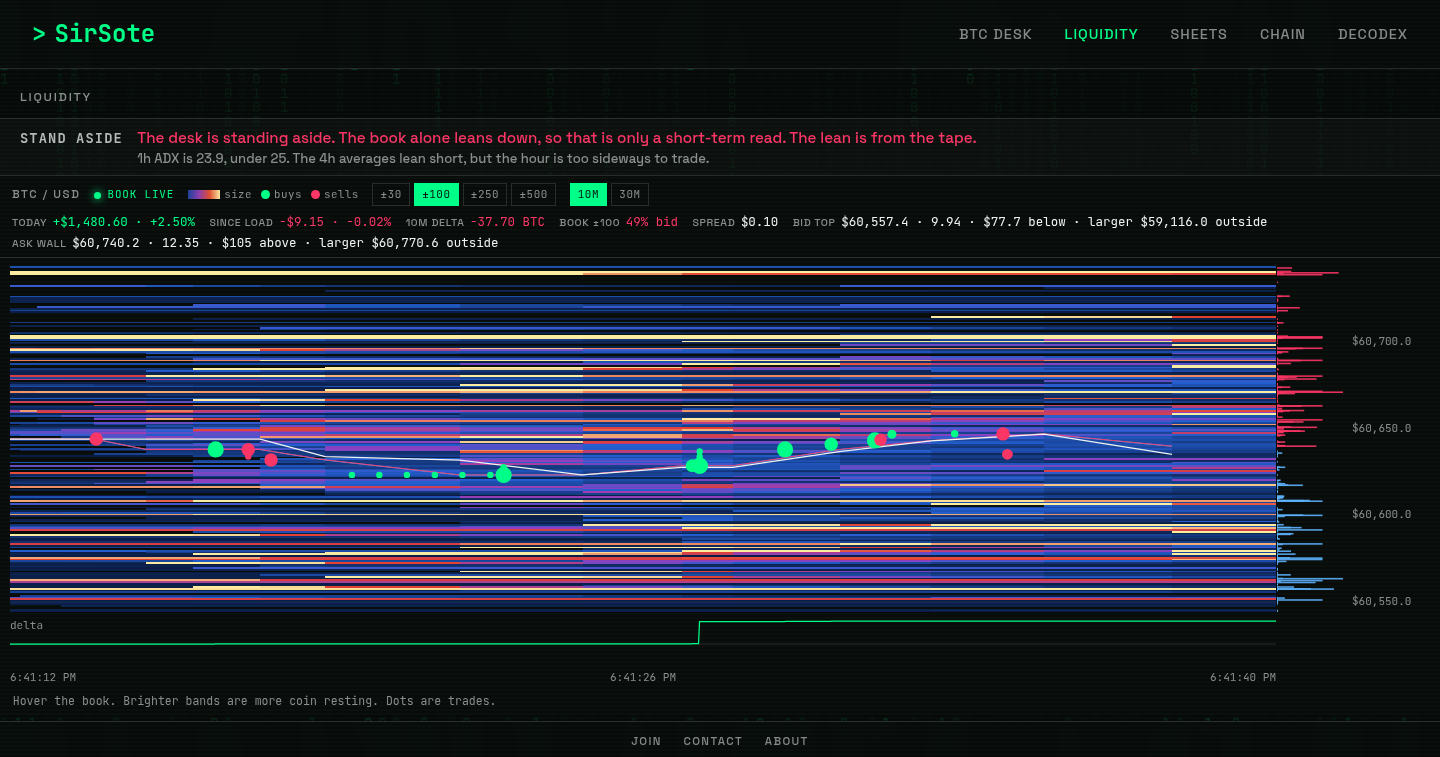 > SirSote
BTC DESK LIQUIDITY SHEETS CHAIN DECODEX
LIQUIDITY
STAND ASIDE The desk is standing aside. The book alone leans down, so that is only a short-term read. The lean is from the tape.
1h ADX is 23.9, under 25. The 4h averages lean short, but the hour is too sideways to trade.
BTC / USD BOOK LIVE size buys sells ±30 ±100 ±250 ±500 10M 30M
TODAY +$1,480.60 · +2.50% SINCE LOAD -$9.15 · -0.02% 10M DELTA -37.70 BTC BOOK ±100 49% bid SPREAD $0.10 BID TOP $60,557.4 · 9.94 · $77.7 below · larger $59,116.0 outside
ASK WALL $60,740.2 · 12.35 · $105 above · larger $60,770.6 outside
$60,700.0
$60,650.0
$60,600.0
$60,550.0
delta
6:41:12 PM 6:41:26 PM 6:41:40 PM
Hover the book. Brighter bands are more coin resting. Dots are trades.
JOIN CONTACT ABOUT